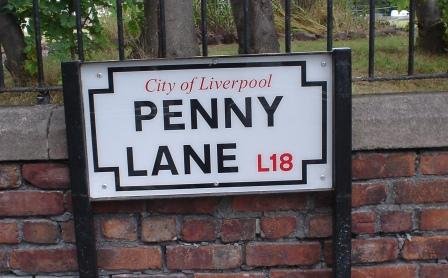 City of Liverpool
PENNY
LANE L18